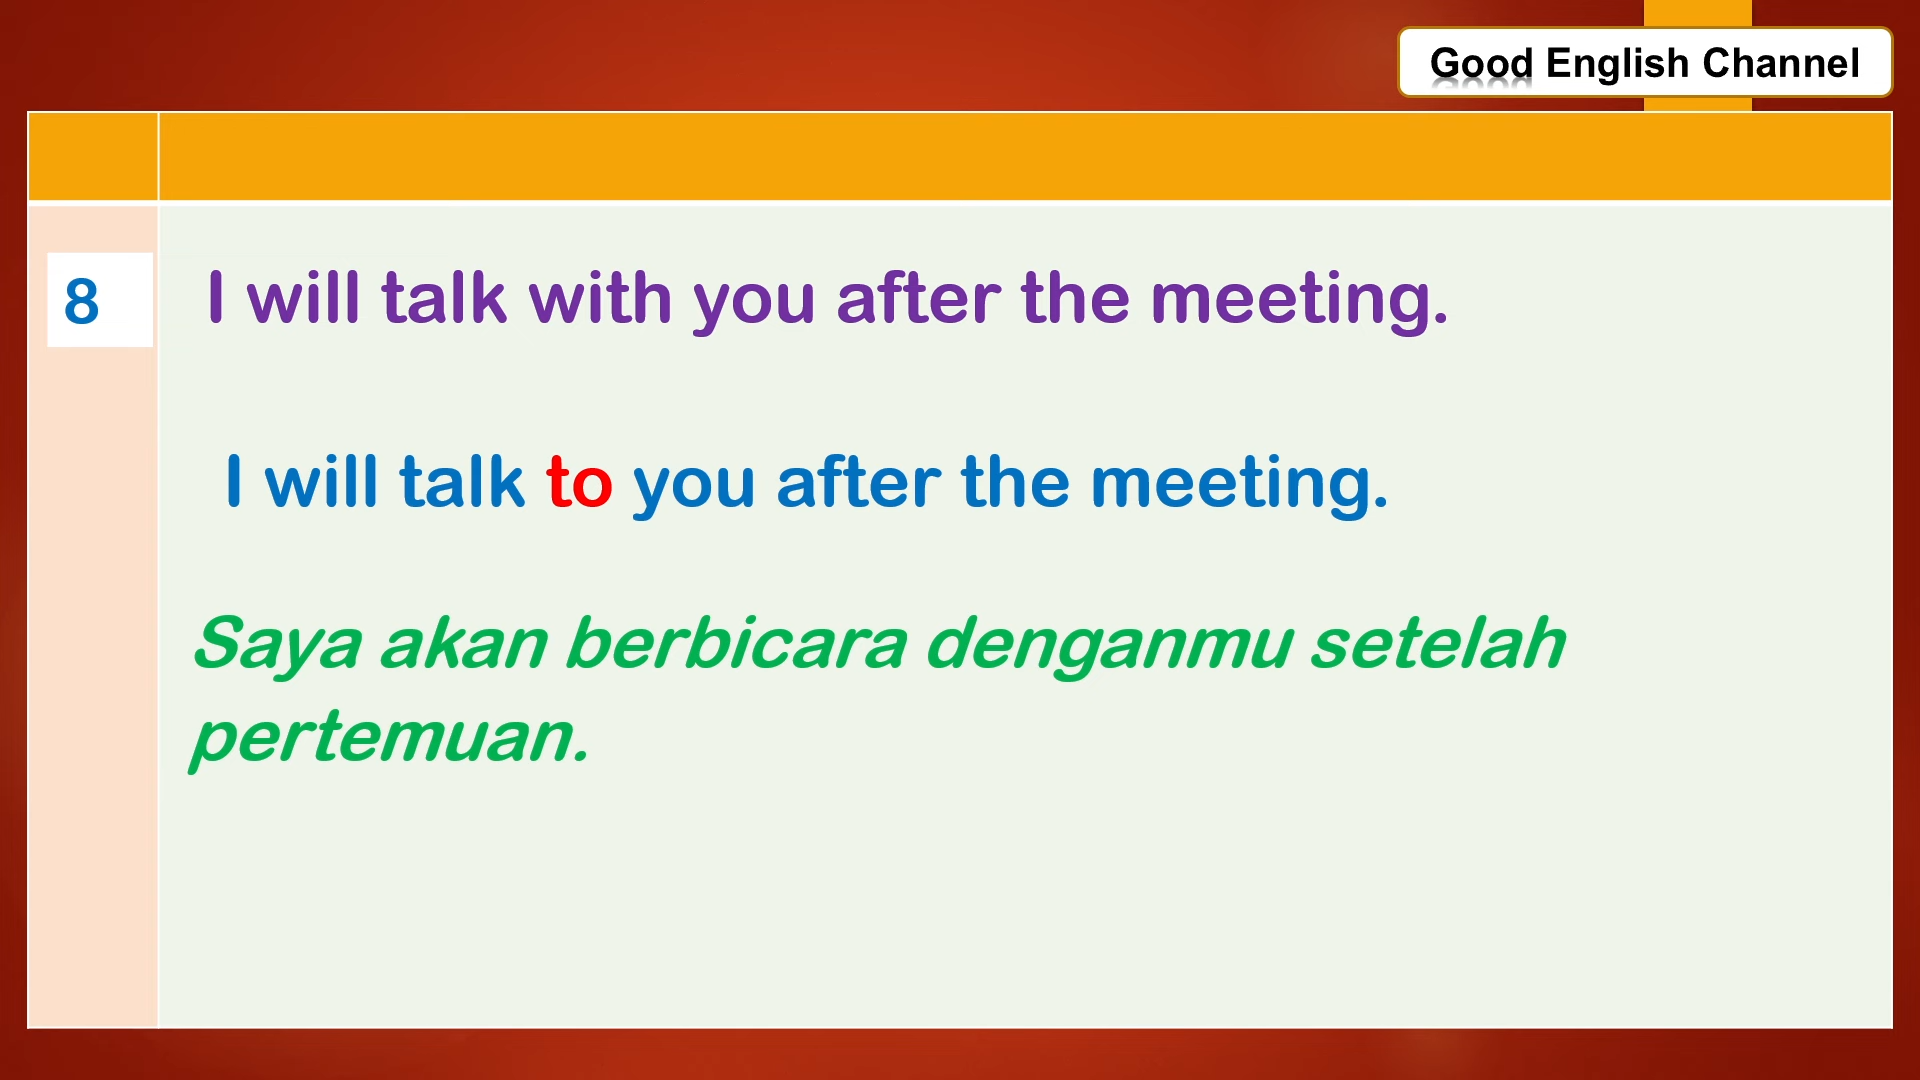 Good English Channel
8
I will talk with you after the meeting.
I will talk to you after the meeting.
Saya akan berbicara denganmu setelah
pertemuan.